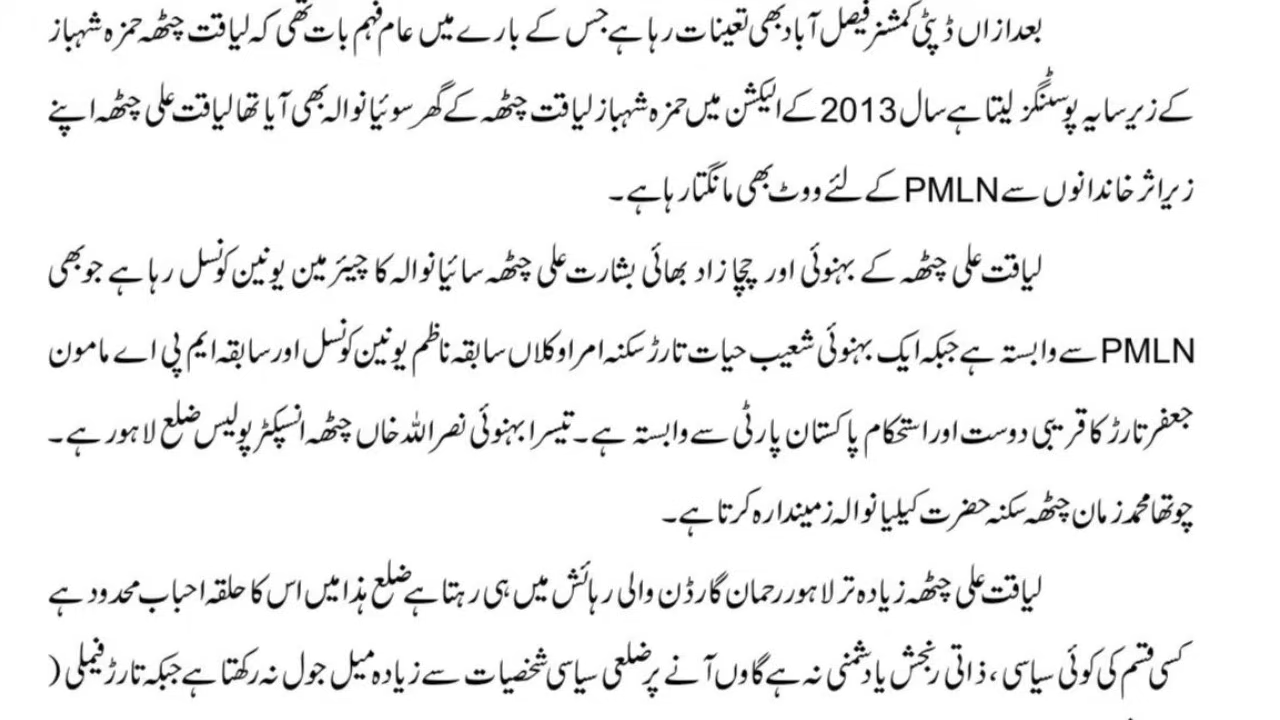 بعدازاں ڈپٹی کمشنر فیصل آباد بھی تعینات رہا ہے جس کے بارے میں عام فہم بات تھی کہ لیاقت چٹھہ حمزہ شہباز
کے زیر سایہ پوسٹنگز لیتا ہے سال 2013 کے الیکشن میں حمزہ شہباز لیاقت چٹھہ کے گھر سوئیانوالہ بھی آیا تھا لیاقت علی چٹھہ اپنے
زیر اثر خاندانوں سے PMLN کے لئے ووٹ بھی مانگتا رہا ہے۔
لیاقت علی چٹھہ کے بہنوئی اور چچا زاد بھائی بشارت علی چٹھہ سائیانوالہ کا چیئرمین یونین کونسل رہا ہے جو بھی
PMLN سے وابستہ ہے جبکہ ایک بہنوئی شعیب حیات تارڑ سکنہ امراوکلاں سابقہ ناظم یونین کونسل اور سابقہ ایم پی اے مامون
جعفر تارڑ کا قریبی دوست اور استحکام پاکستان پارٹی سے وابستہ ہے۔ تیسرا بہنوئی نصراللہ خاں چٹھہ انسپکٹر پولیس ضلع لاہور ہے۔
چوتھا محمد زمان چٹھہ سکنہ حضرت کیلیانوالہ زمیندارہ کرتا ہے۔
لیاقت علی چٹھہ زیادہ تر لاہور رحمان گارڈن والی رہائش میں ہی رہتا ہے ضلع ہذا میں اس کا حلقہ احباب محدود ہے
کسی قسم کی کوئی سیاسی، ذاتی رنجش یا دشمنی نہ ہے گاوں آنے پر ضلعی سیاسی شخصیات سے زیادہ میل جول نہ رکھتا ہے جبکہ تارڑ فیملی (